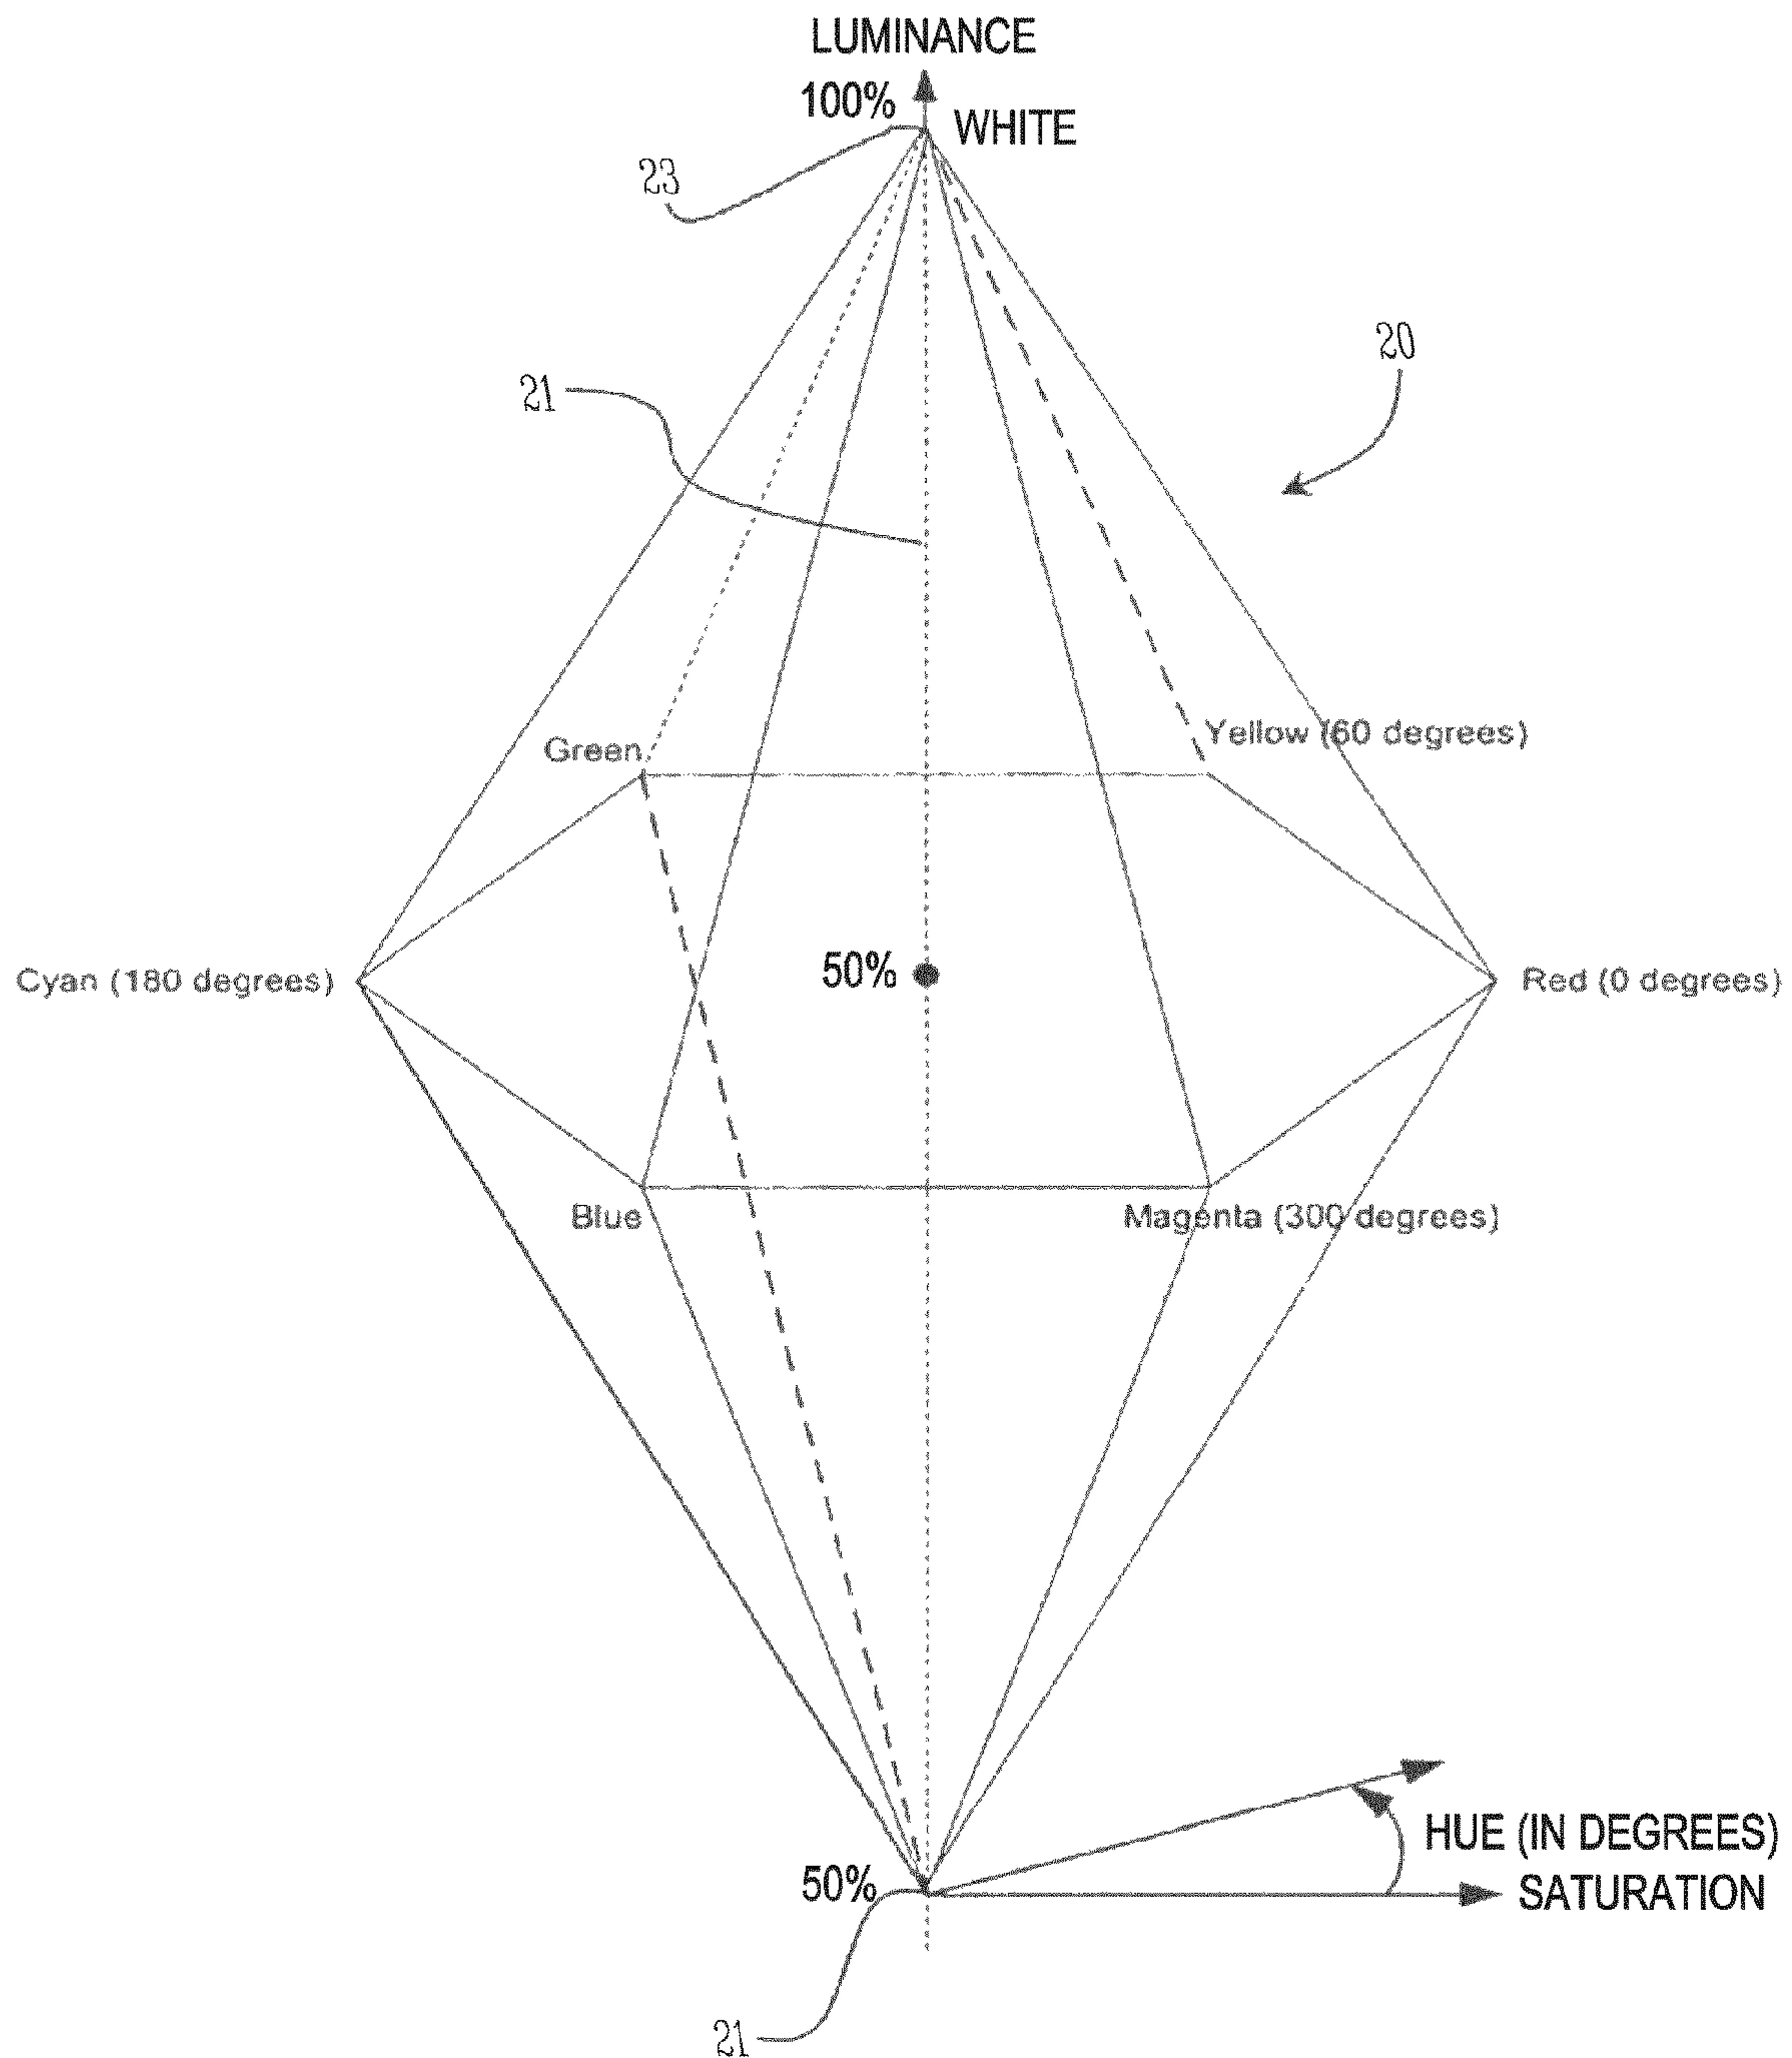 LUMINANCE
100%
WHITE
23
20
21
Green
Yellow (60 degrees)
50%
Cyan (180 degrees)
Red (0 degrees)
Blue
Magenta (300 degrees)
HUE (IN DEGREES)
50%
SATURATION
21